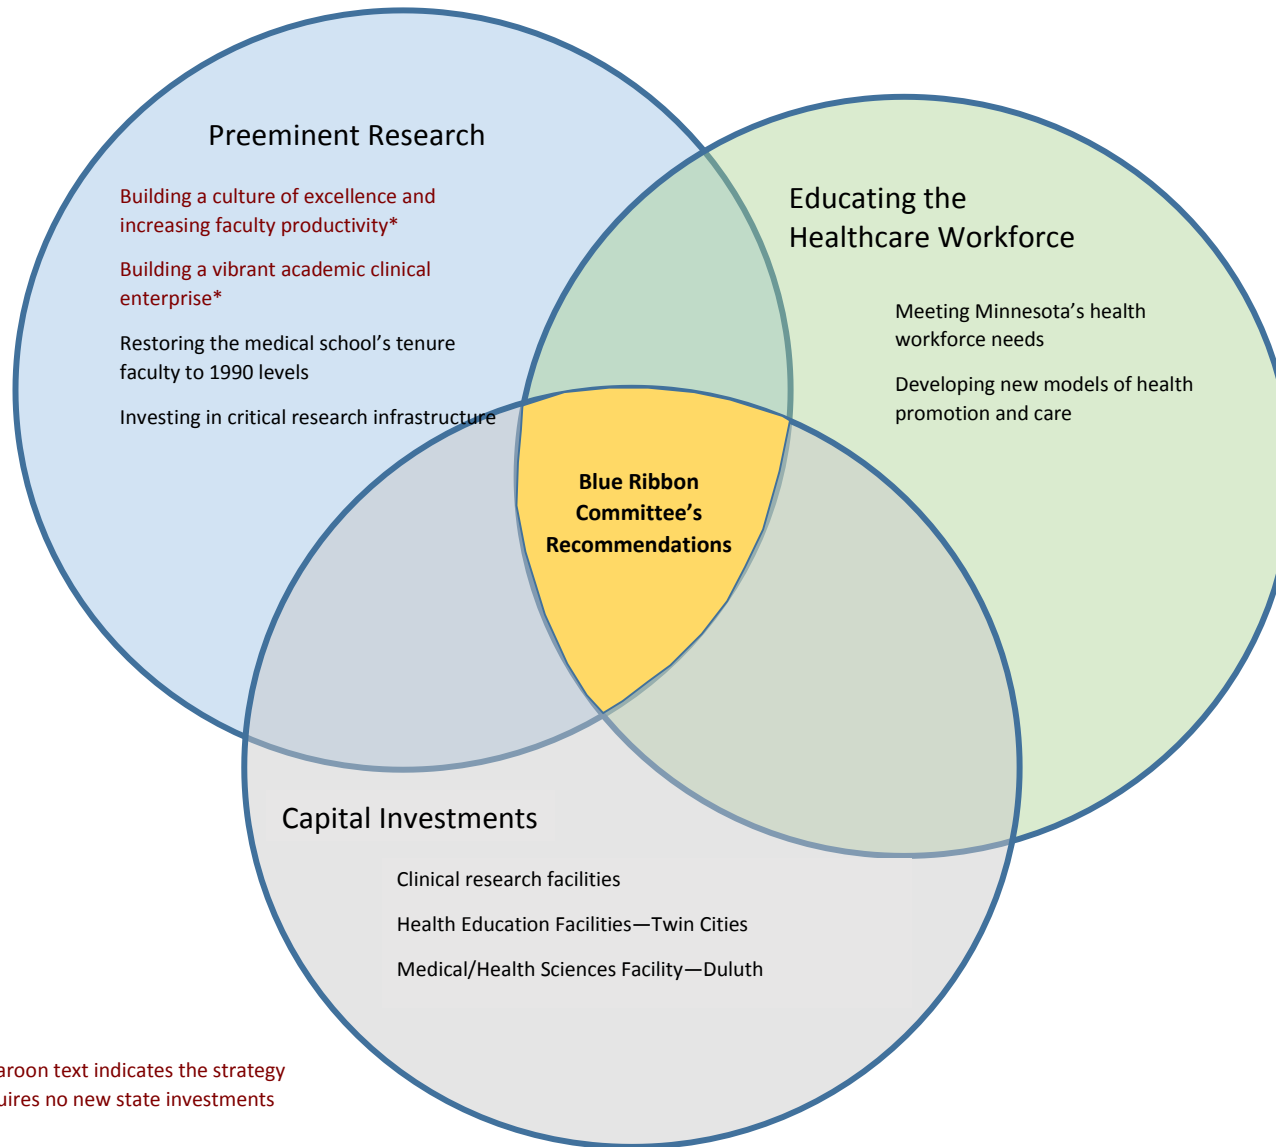 Preeminent Research
Building a culture of excellence and
increasing faculty productivity*
Building a vibrant academic clinical
enterprise*
Restoring the medical school’s tenure
faculty to 1990 levels
Investing in critical research infrastructure
Educating the
Healthcare Workforce
Meeting Minnesota’s health
workforce needs
Developing new models of health
promotion and care
Blue Ribbon
Committee’s
Recommendations
Capital Investments
Clinical research facilities
Health Education Facilities—Twin Cities
Medical/Health Sciences Facility—Duluth
aroon text indicates the strategy
uires no new state investments